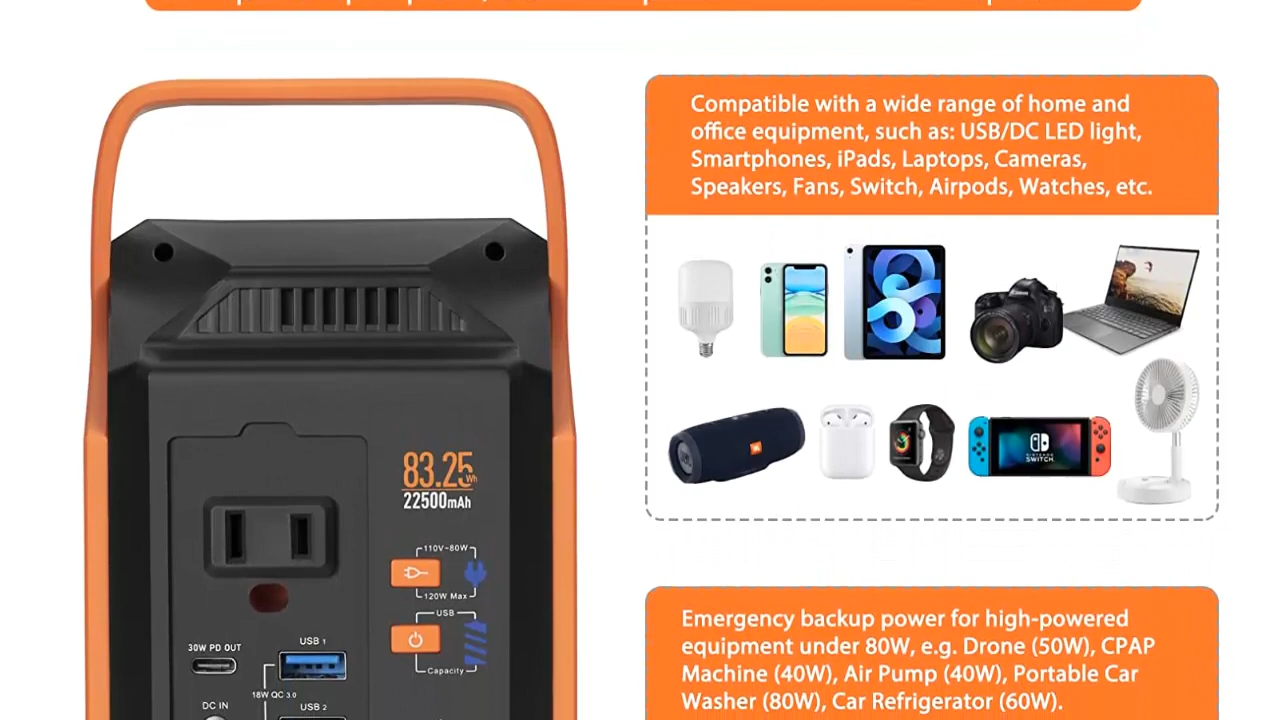 Compatible with a wide range of home and
office equipment, such as: USB/DC LED light,
Smartphones, iPads, Laptops, Cameras,
Speakers, Fans, Switch, Airpods, Watches, etc.
NINTENDO
SWITCH
JBL
83.25Wh
22500mAh
110V-80W
120W Max
USB
Capacity
30W PD OUT
USB 1
18W QC 3.0
DC IN
USB 2
Emergency backup power for high-powered
equipment under 80W, e.g. Drone (50W), CPAP
Machine (40W), Air Pump (40W), Portable Car
Washer (80W), Car Refrigerator (60W).